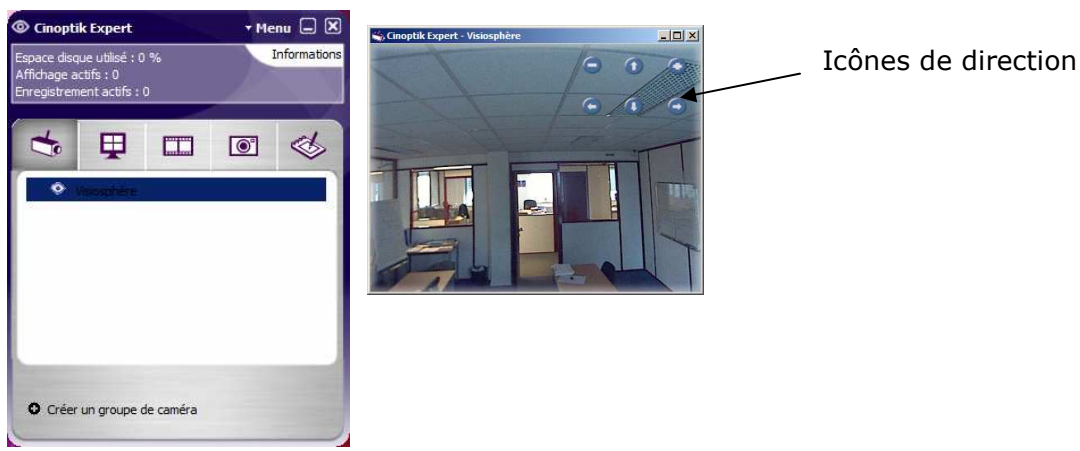 Cinoptik Expert
Menu
Espace disque utilisé : 0 %
Informations
Affichage actifs : 0
Enregistrement actifs : 0
Visiosphère
Créer un groupe de caméra
Cinoptik Expert - Visiosphère
Icônes de direction